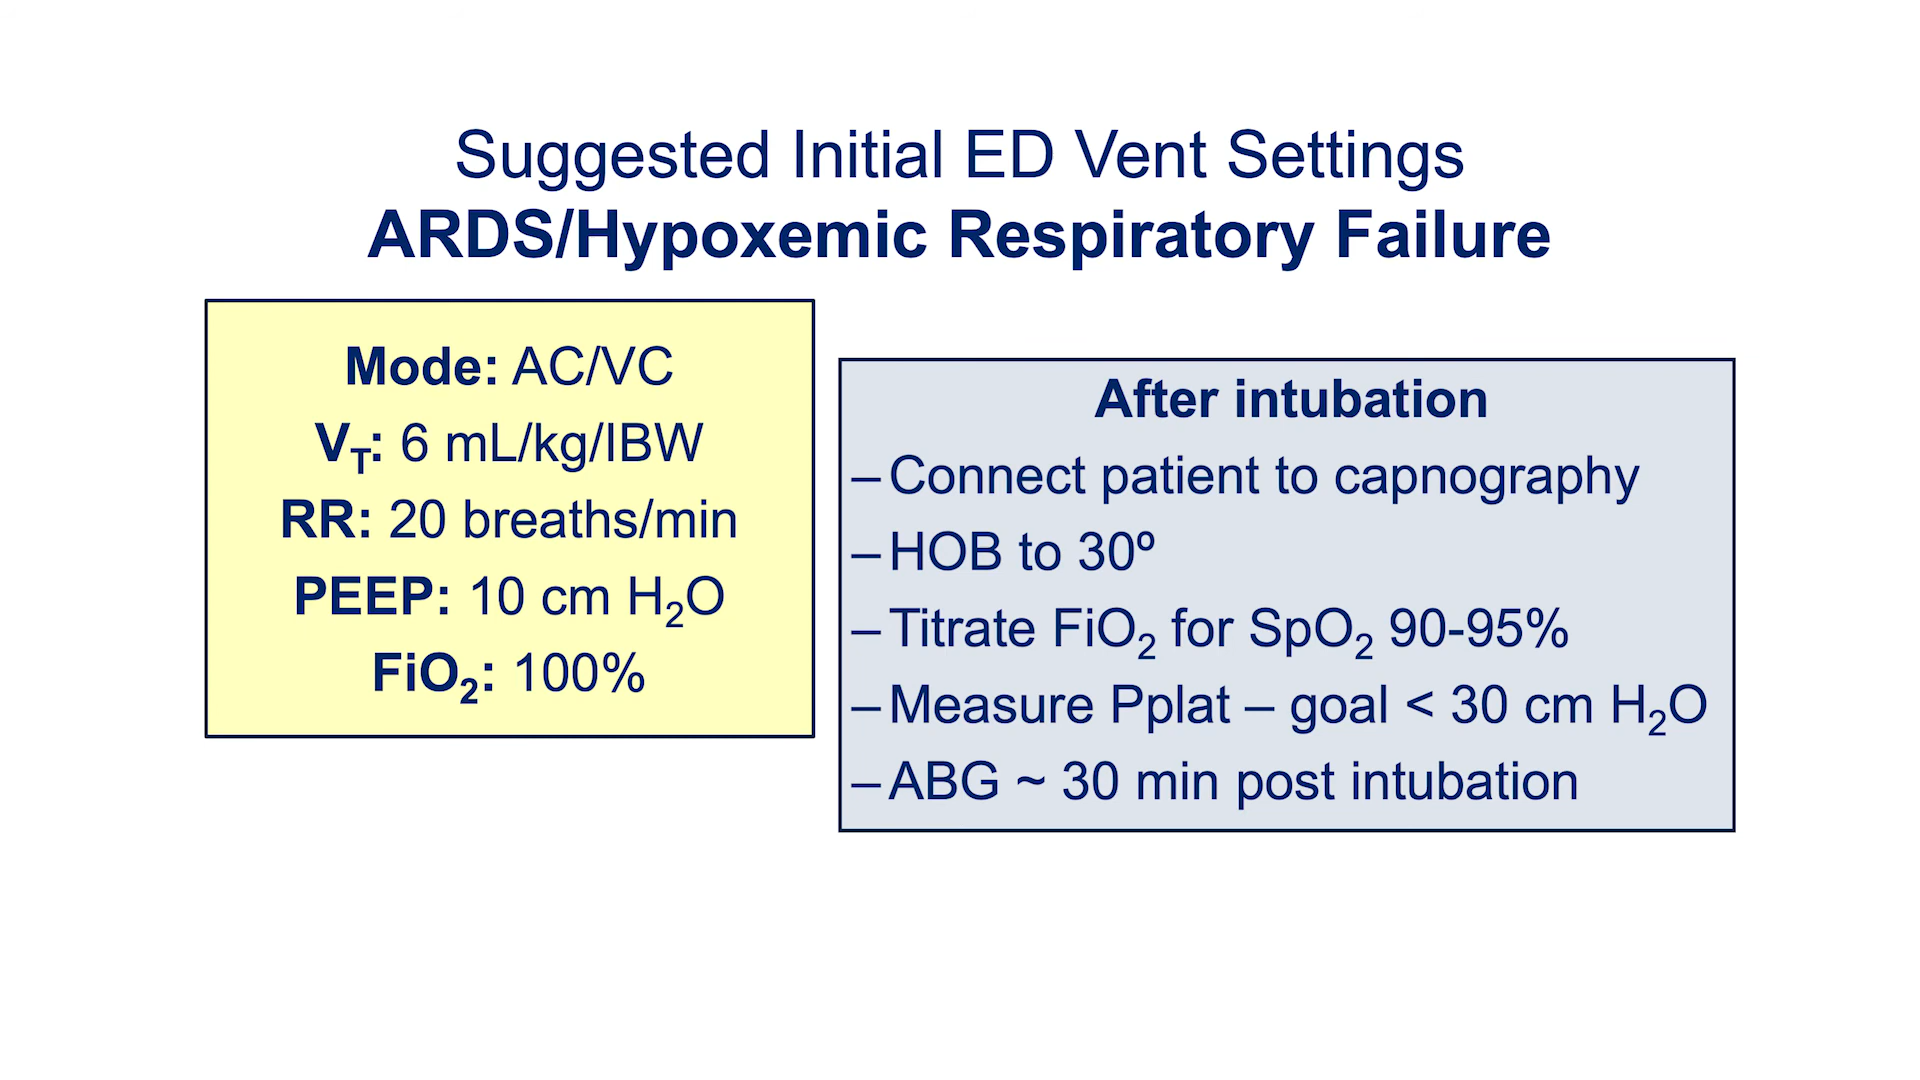 Suggested Initial ED Vent Settings
ARDS/Hypoxemic Respiratory Failure
Mode: AC/VC
V_T: 6 mL/kg/IBW
RR: 20 breaths/min
PEEP: 10 cm H₂O
FiO₂: 100%
After intubation
– Connect patient to capnography
– HOB to 30º
– Titrate FiO₂ for SpO₂ 90-95%
– Measure Pplat – goal < 30 cm H₂O
– ABG ~ 30 min post intubation